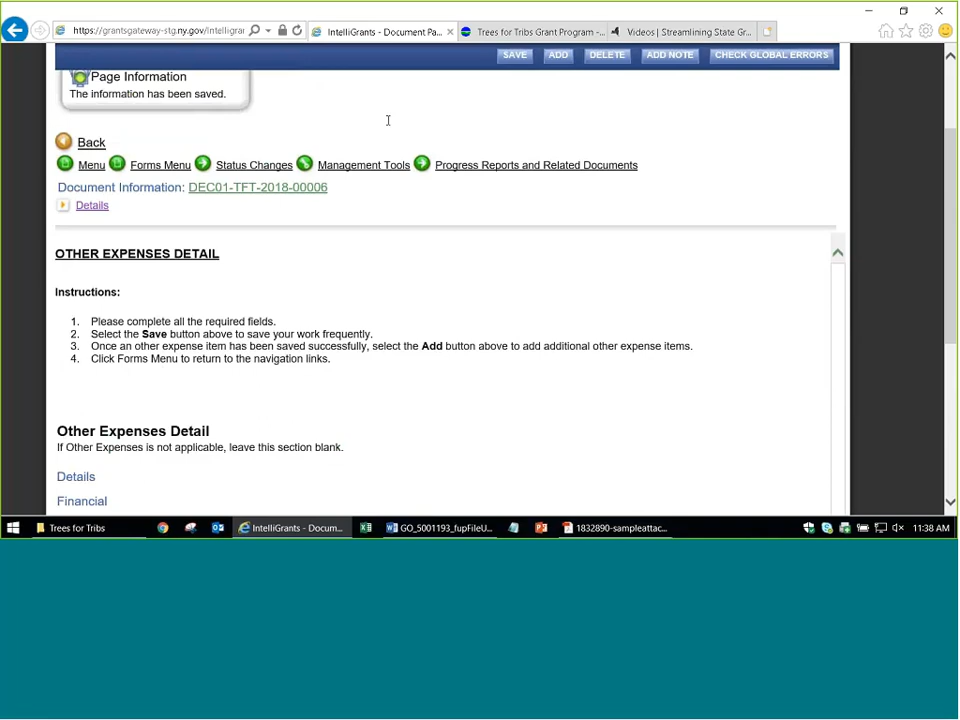 https://grantsgateway-stg.ny.gov/Intelligrar
IntelliGrants - Document Pa...
Trees for Tribs Grant Program -...
Videos | Streamlining State Gr...
SAVE
ADD
DELETE
ADD NOTE
CHECK GLOBAL ERRORS
Page Information
The information has been saved.
Back
Menu
Forms Menu
Status Changes
Management Tools
Progress Reports and Related Documents
Document Information: DEC01-TFT-2018-00006
Details
OTHER EXPENSES DETAIL
Instructions:
1. Please complete all the required fields.
2. Select the Save button above to save your work frequently.
3. Once an other expense item has been saved successfully, select the Add button above to add additional other expense items.
4. Click Forms Menu to return to the navigation links.
Other Expenses Detail
If Other Expenses is not applicable, leave this section blank.
Details
Financial
Trees for Tribs
IntelliGrants - Docum...
GO_5001193_fupFileU...
1832890-sampleattac...
11:38 AM